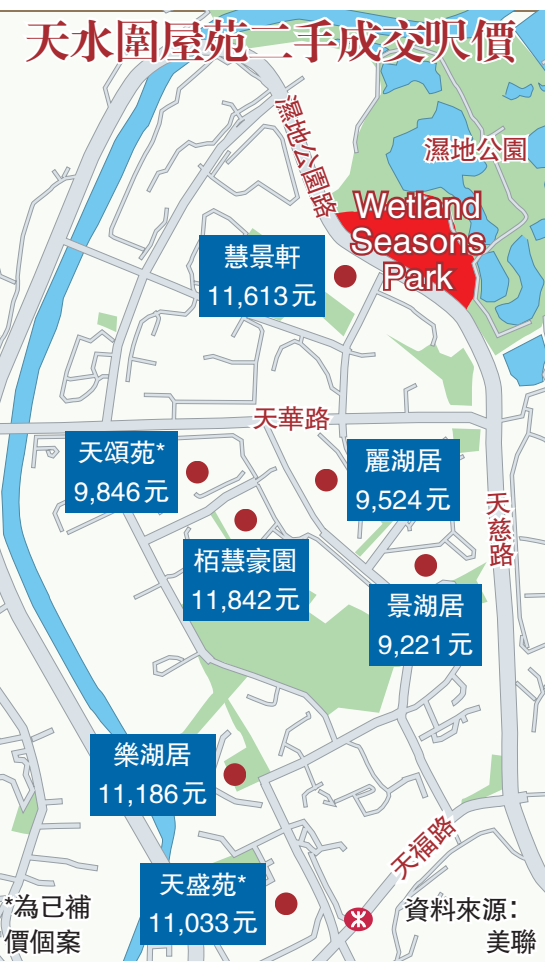 天水圍屋苑二手成交呎價
濕地公園路
濕地公園
Wetland
Seasons
Park
慧景軒
11,613元
天華路
天頌苑*
9,846元
麗湖居
9,524元
天慈路
栢慧豪園
11,842元
景湖居
9,221元
樂湖居
11,186元
天福路
天盛苑*
11,033元
*為已補
價個案
資料來源：
美聯